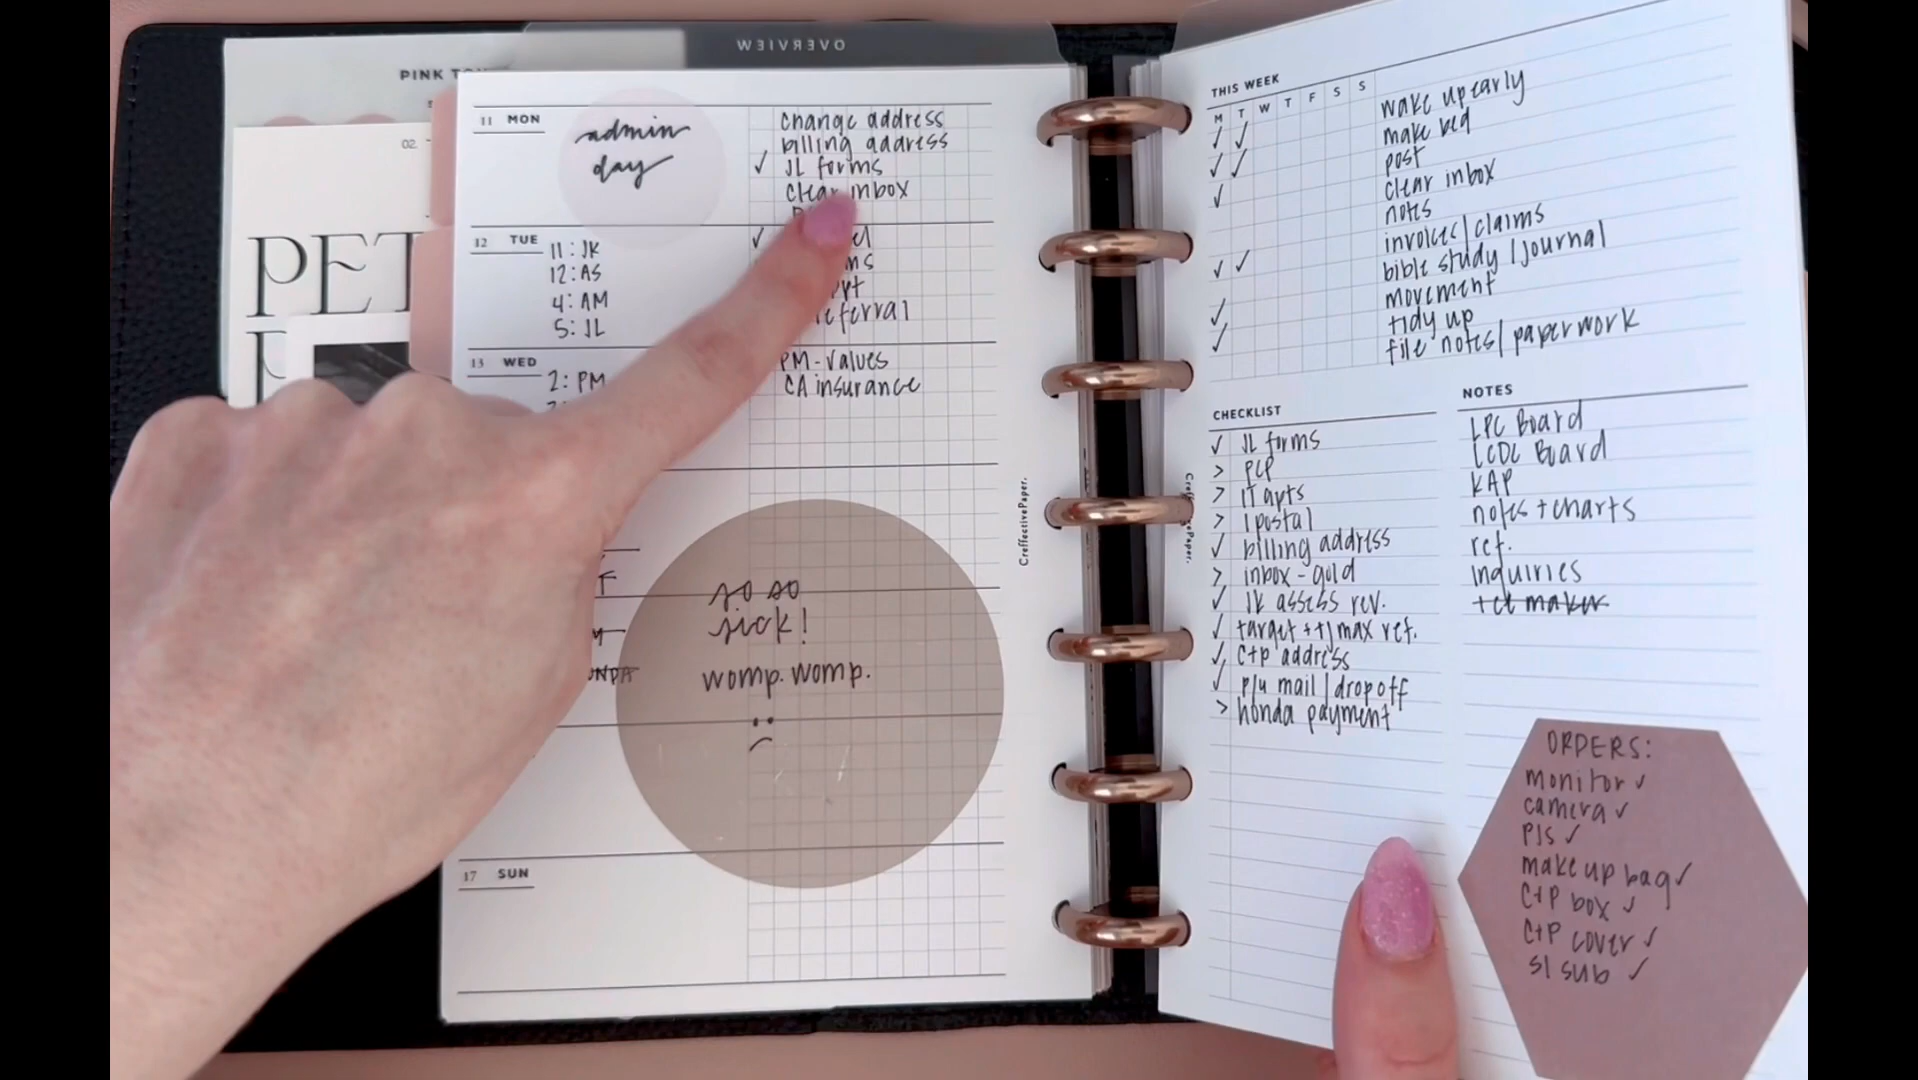 OVERVIEW
PINK
02.
PET
11 MON
admin
day
change address
billing address
✓ JL forms
clear inbox
12 TUE
11: JK
12: AS
4: AM
5: JL
✓
referral
13 WED
2: PM
PM - values
CA insurance
so so
sick!
womp. womp.
17 SUN
CreffectivePaper.
THIS WEEK
M T W T F S S
wake up early
✓ ✓ make bed
✓ ✓ post
✓ clear inbox
notes
invoices/claims
✓ ✓ bible study/journal
movement
✓ tidy up
✓ file notes/paperwork
CHECKLIST
✓ JL forms
> PCP
> IT apts
> 1 postal
✓ billing address
> inbox - gold
✓ JK assess rev.
✓ target + tj max ret.
✓ C+P address
✓ p/u mail/drop off
> honda payment
NOTES
LPC Board
LCDC Board
KAP
notes + charts
ref.
inquiries
ORDERS:
monitor ✓
camera ✓
PJs ✓
make up bag ✓
C+P box ✓
C+P cover ✓
SI sub ✓